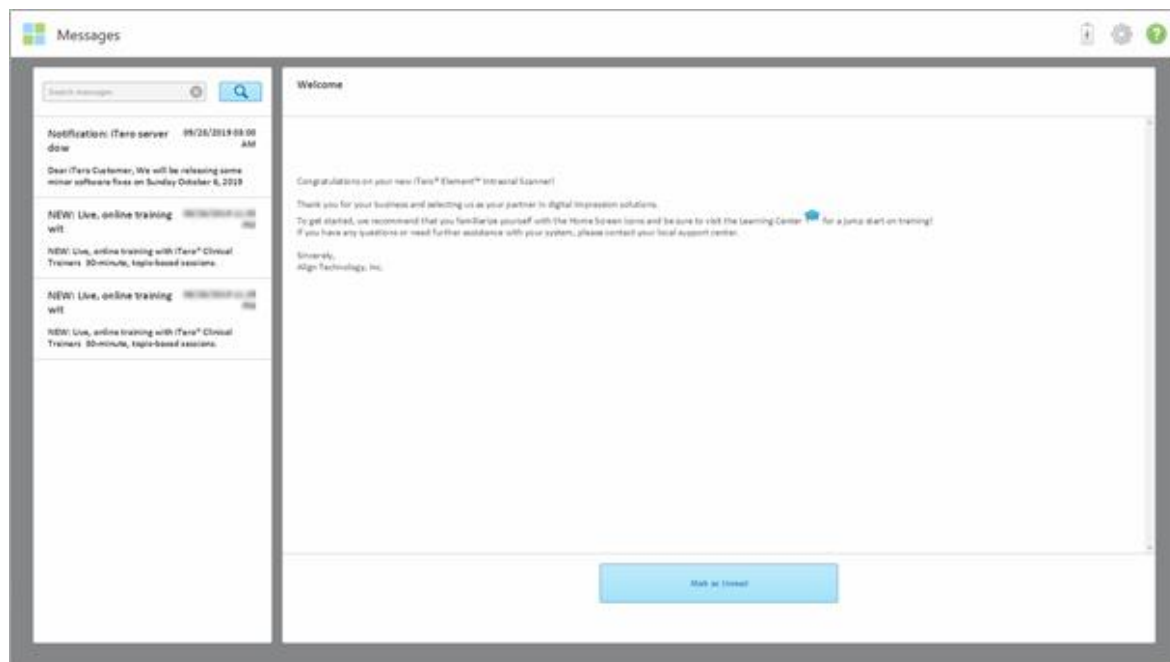 Messages
Search messages
Notification: iTero server 09/26/2019 03:00
dow AM
Dear iTero Customer, We will be releasing some
minor software fixes on Sunday October 6, 2019
NEW: Live, online training
wit
NEW: Live, online training with iTero® Clinical
Trainers 30-minute, topic-based sessions.
NEW: Live, online training
wit
NEW: Live, online training with iTero® Clinical
Trainers 30-minute, topic-based sessions.
Welcome
Congratulations on your new iTero® Element™ Intraoral Scanner!
Thank you for your business and selecting us as your partner in digital impression solutions.
To get started, we recommend that you familiarize yourself with the Home Screen icons and be sure to visit the Learning Center for a jump start on training!
If you have any questions or need further assistance with your system, please contact your local support center.
Sincerely,
Align Technology, Inc.
Mark as Unread